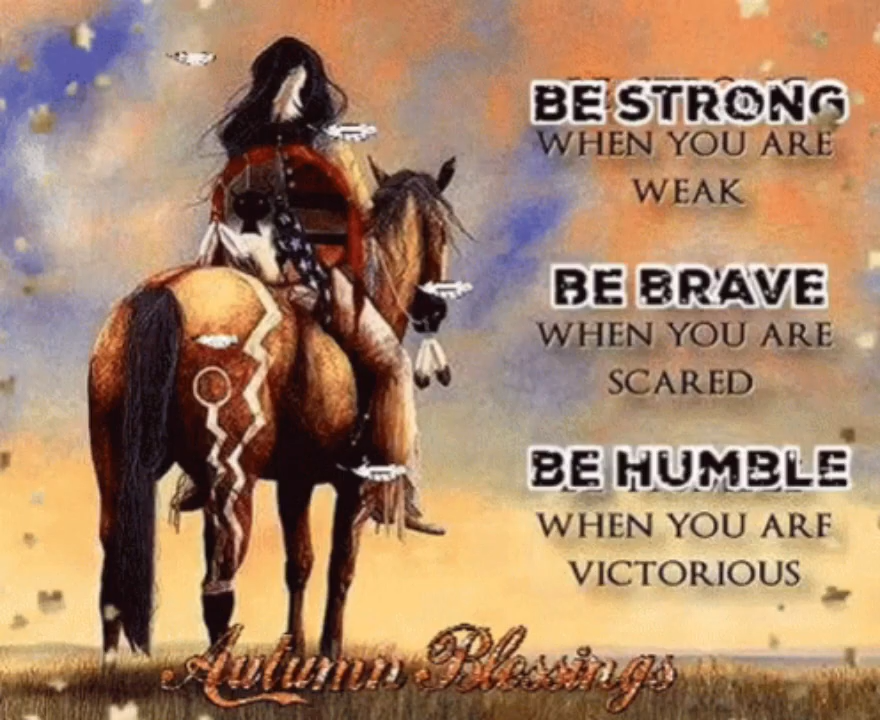 BE STRONG
WHEN YOU ARE
WEAK
BE BRAVE
WHEN YOU ARE
SCARED
BE HUMBLE
WHEN YOU ARE
VICTORIOUS
Autumn Blessings